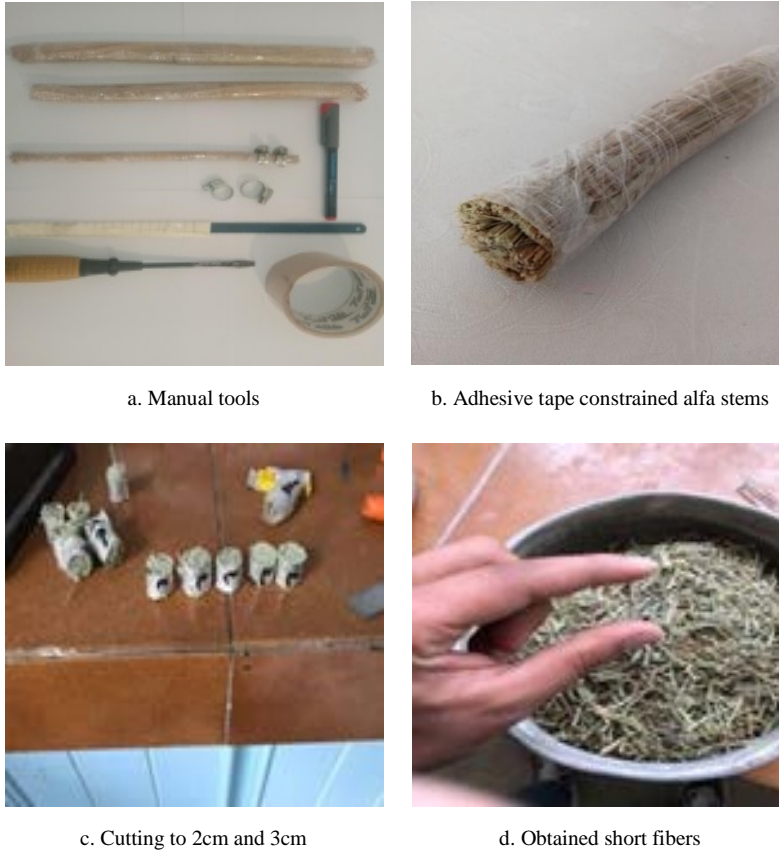 a. Manual tools
b. Adhesive tape constrained alfa stems
c. Cutting to 2cm and 3cm
d. Obtained short fibers